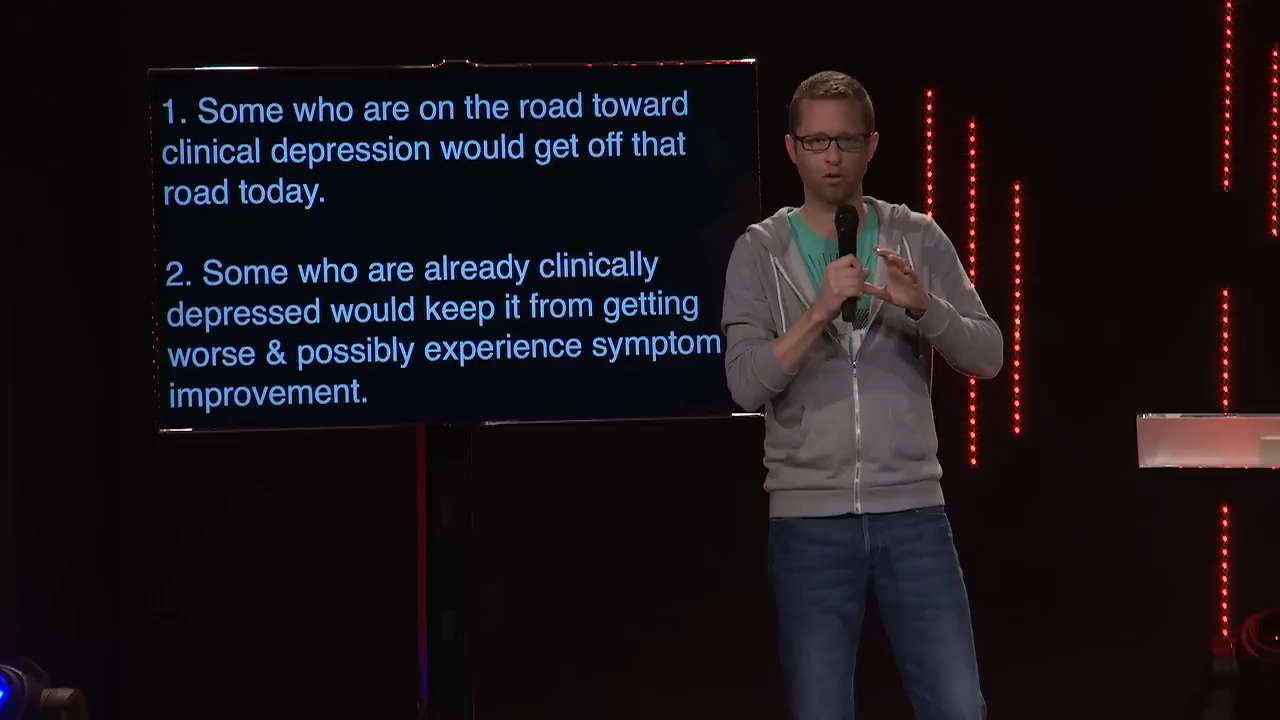 1. Some who are on the road toward
clinical depression would get off that
road today.
2. Some who are already clinically
depressed would keep it from getting
worse & possibly experience symptom
improvement.